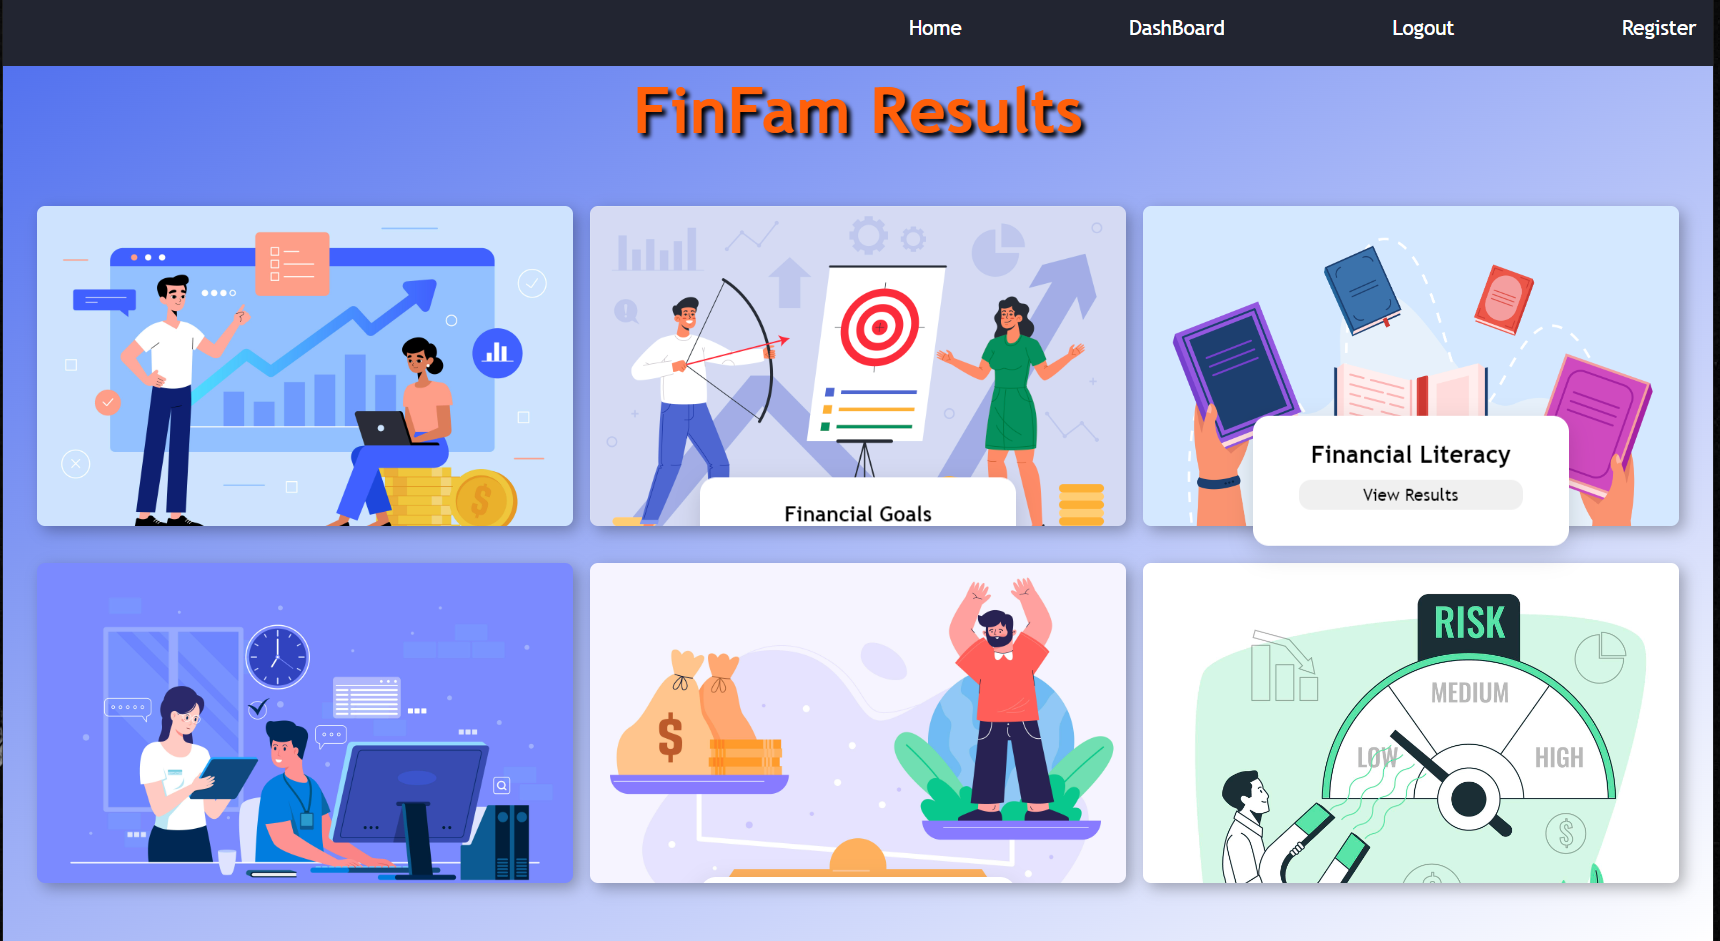 Home DashBoard Logout Register
FinFam Results
$
Financial Goals
Financial Literacy
View Results
$
RISK
MEDIUM
LOW
HIGH
$
$